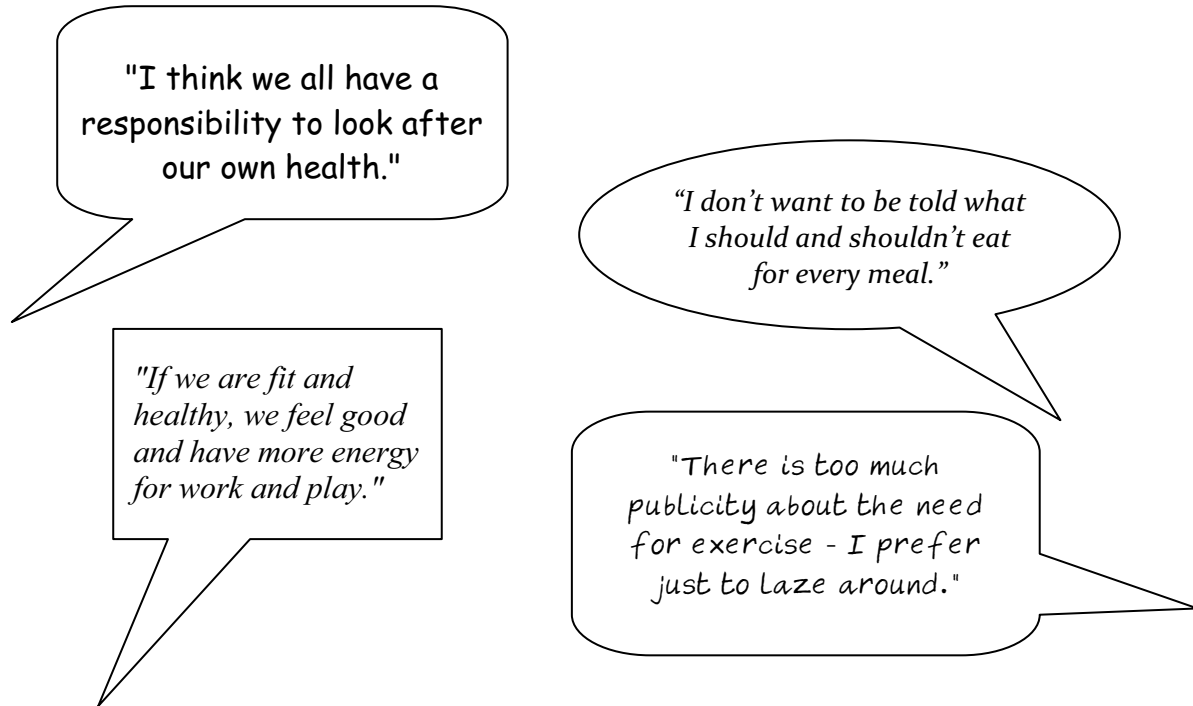 "I think we all have a
responsibility to look after
our own health."
“I don’t want to be told what
I should and shouldn’t eat
for every meal.”
"If we are fit and
healthy, we feel good
and have more energy
for work and play."
"There is too much
publicity about the need
for exercise - I prefer
just to laze around."